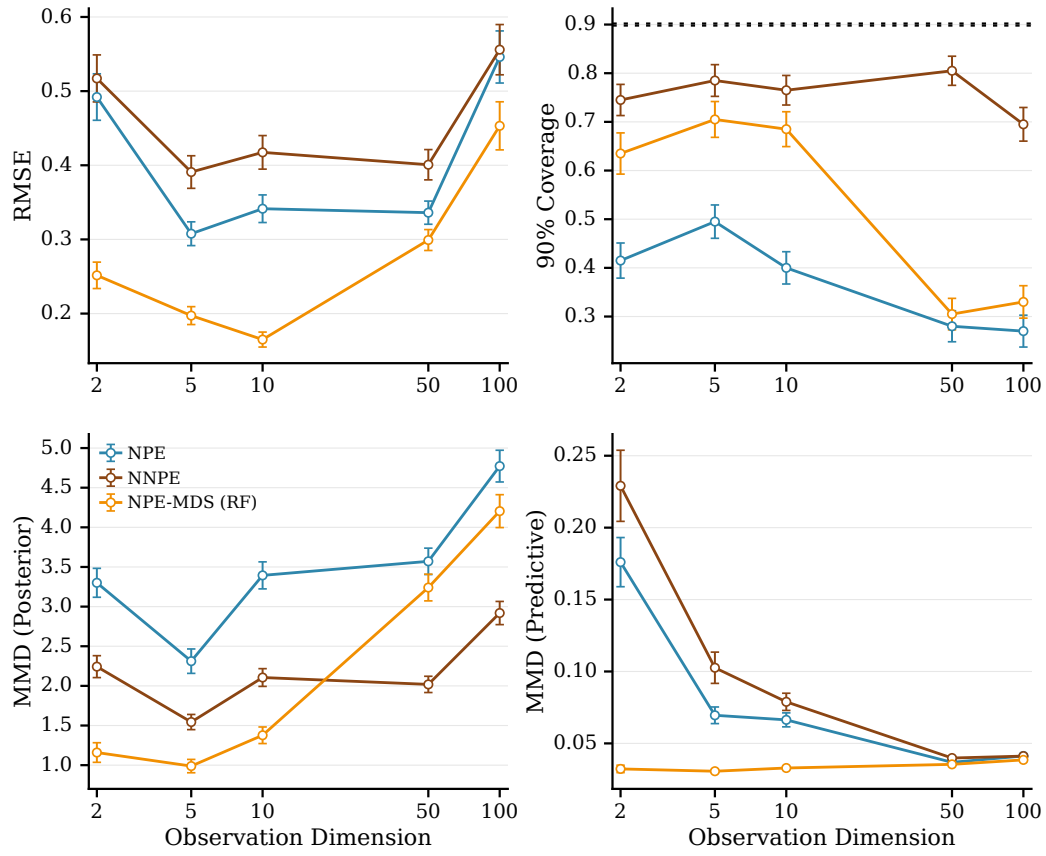 RMSE
0.6
0.5
0.4
0.3
0.2
2 5 10 50 100
90% Coverage
0.9
0.8
0.7
0.6
0.5
0.4
0.3
2 5 10 50 100
MMD (Posterior)
5.0
4.5
4.0
3.5
3.0
2.5
2.0
1.5
1.0
NPE
NNPE
NPE-MDS (RF)
2 5 10 50 100
Observation Dimension
MMD (Predictive)
0.25
0.20
0.15
0.10
0.05
2 5 10 50 100
Observation Dimension